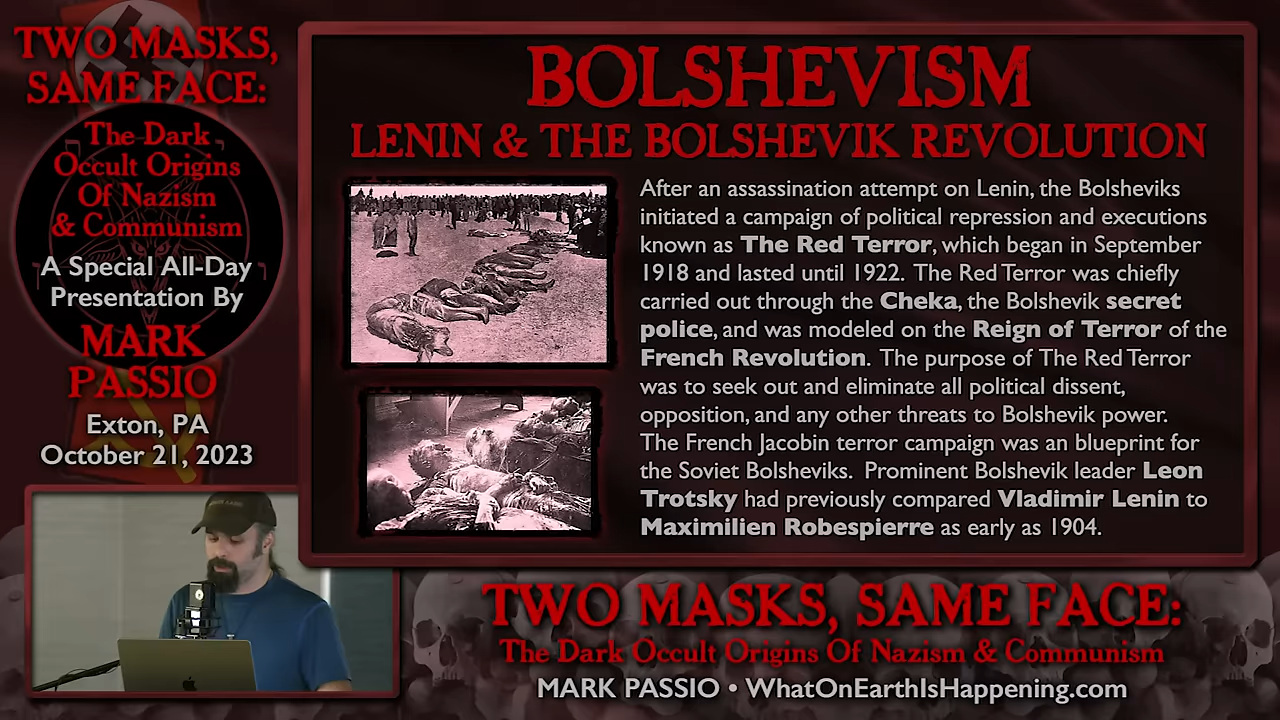 TWO MASKS,
SAME FACE:
The Dark
Occult Origins
Of Nazism
& Communism
A Special All-Day
Presentation By
MARK
PASSIO
Exton, PA
October 21, 2023
BOLSHEVISM
LENIN & THE BOLSHEVIK REVOLUTION
After an assassination attempt on Lenin, the Bolsheviks
initiated a campaign of political repression and executions
known as The Red Terror, which began in September
1918 and lasted until 1922. The Red Terror was chiefly
carried out through the Cheka, the Bolshevik secret
police, and was modeled on the Reign of Terror of the
French Revolution. The purpose of The Red Terror
was to seek out and eliminate all political dissent,
opposition, and any other threats to Bolshevik power.
The French Jacobin terror campaign was an blueprint for
the Soviet Bolsheviks. Prominent Bolshevik leader Leon
Trotsky had previously compared Vladimir Lenin to
Maximilien Robespierre as early as 1904.
TWO MASKS, SAME FACE:
The Dark Occult Origins Of Nazism & Communism
MARK PASSIO • WhatOnEarthIsHappening.com